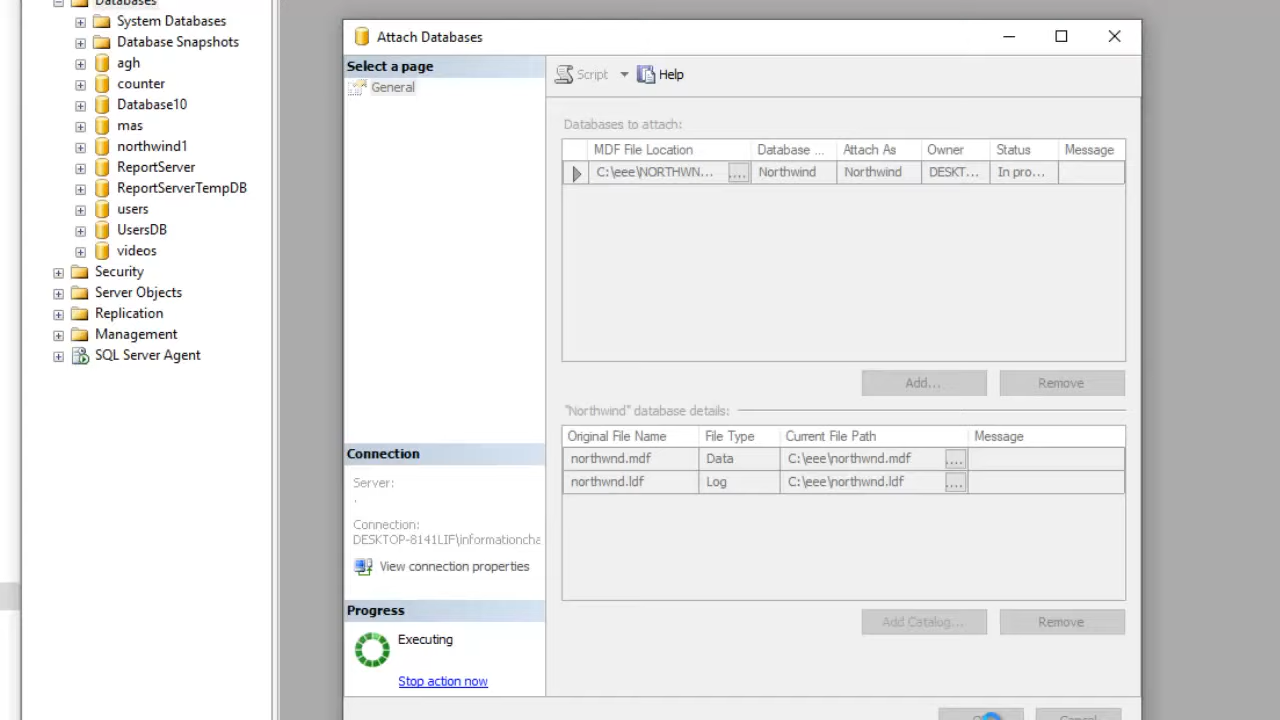 Databases
System Databases
Database Snapshots
agh
counter
Database10
mas
northwind1
ReportServer
ReportServerTempDB
users
UsersDB
videos
Security
Server Objects
Replication
Management
SQL Server Agent
Attach Databases
Select a page
General
Script Help
Databases to attach:
MDF File Location Database ... Attach As Owner Status Message
C:\eee\NORTHWN... .... Northwind Northwind DESKT... In pro...
Add... Remove
"Northwind" database details:
Original File Name File Type Current File Path Message
northwnd.mdf Data C:\eee\northwnd.mdf ....
northwnd.ldf Log C:\eee\northwnd.ldf ....
Add Catalog... Remove
Connection
Server:
.
Connection:
DESKTOP-8141LIF\informationcha
View connection properties
Progress
Executing
Stop action now
Cancel